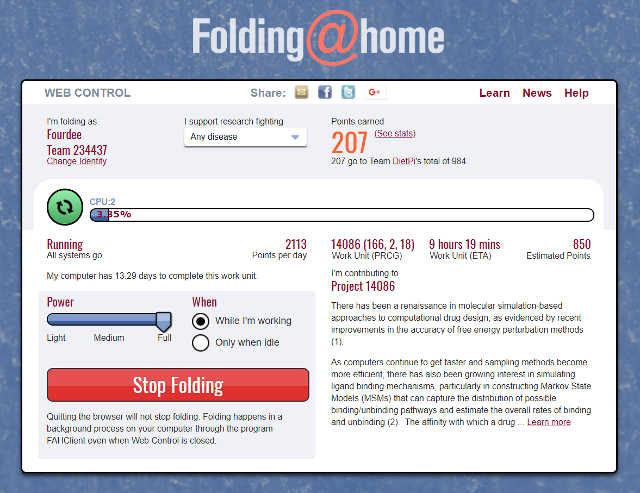 Folding@home
WEB CONTROL
Share:
G+
Learn News Help
I'm folding as
Fourdee
Team 234437
Change Identity
I support research fighting
Any disease
Points earned
207 (See stats)
207 go to Team DietPi's total of 984
CPU:2
3.35%
Running
All systems go
2113
Points per day
14086 (166, 2, 18)
Work Unit (PRCG)
9 hours 19 mins
Work Unit (ETA)
850
Estimated Points
My computer has 13.29 days to complete this work unit.
Power
Light Medium Full
When
While I'm working
Only when idle
Stop Folding
Quitting the browser will not stop folding. Folding happens in
a background process on your computer through the program
FAHClient even when Web Control is closed.
I'm contributing to
Project 14086
There has been a renaissance in molecular simulation-based
approaches to computational drug design, as evidenced by recent
improvements in the accuracy of free energy perturbation methods
(1).
As computers continue to get faster and sampling methods become
more efficient, there has also been growing interest in simulating
ligand binding mechanisms, particularly in constructing Markov State
Models (MSMs) that can capture the distribution of possible
binding/unbinding pathways and estimate the overall rates of binding
and unbinding (2). The affinity with which a drug ... Learn more